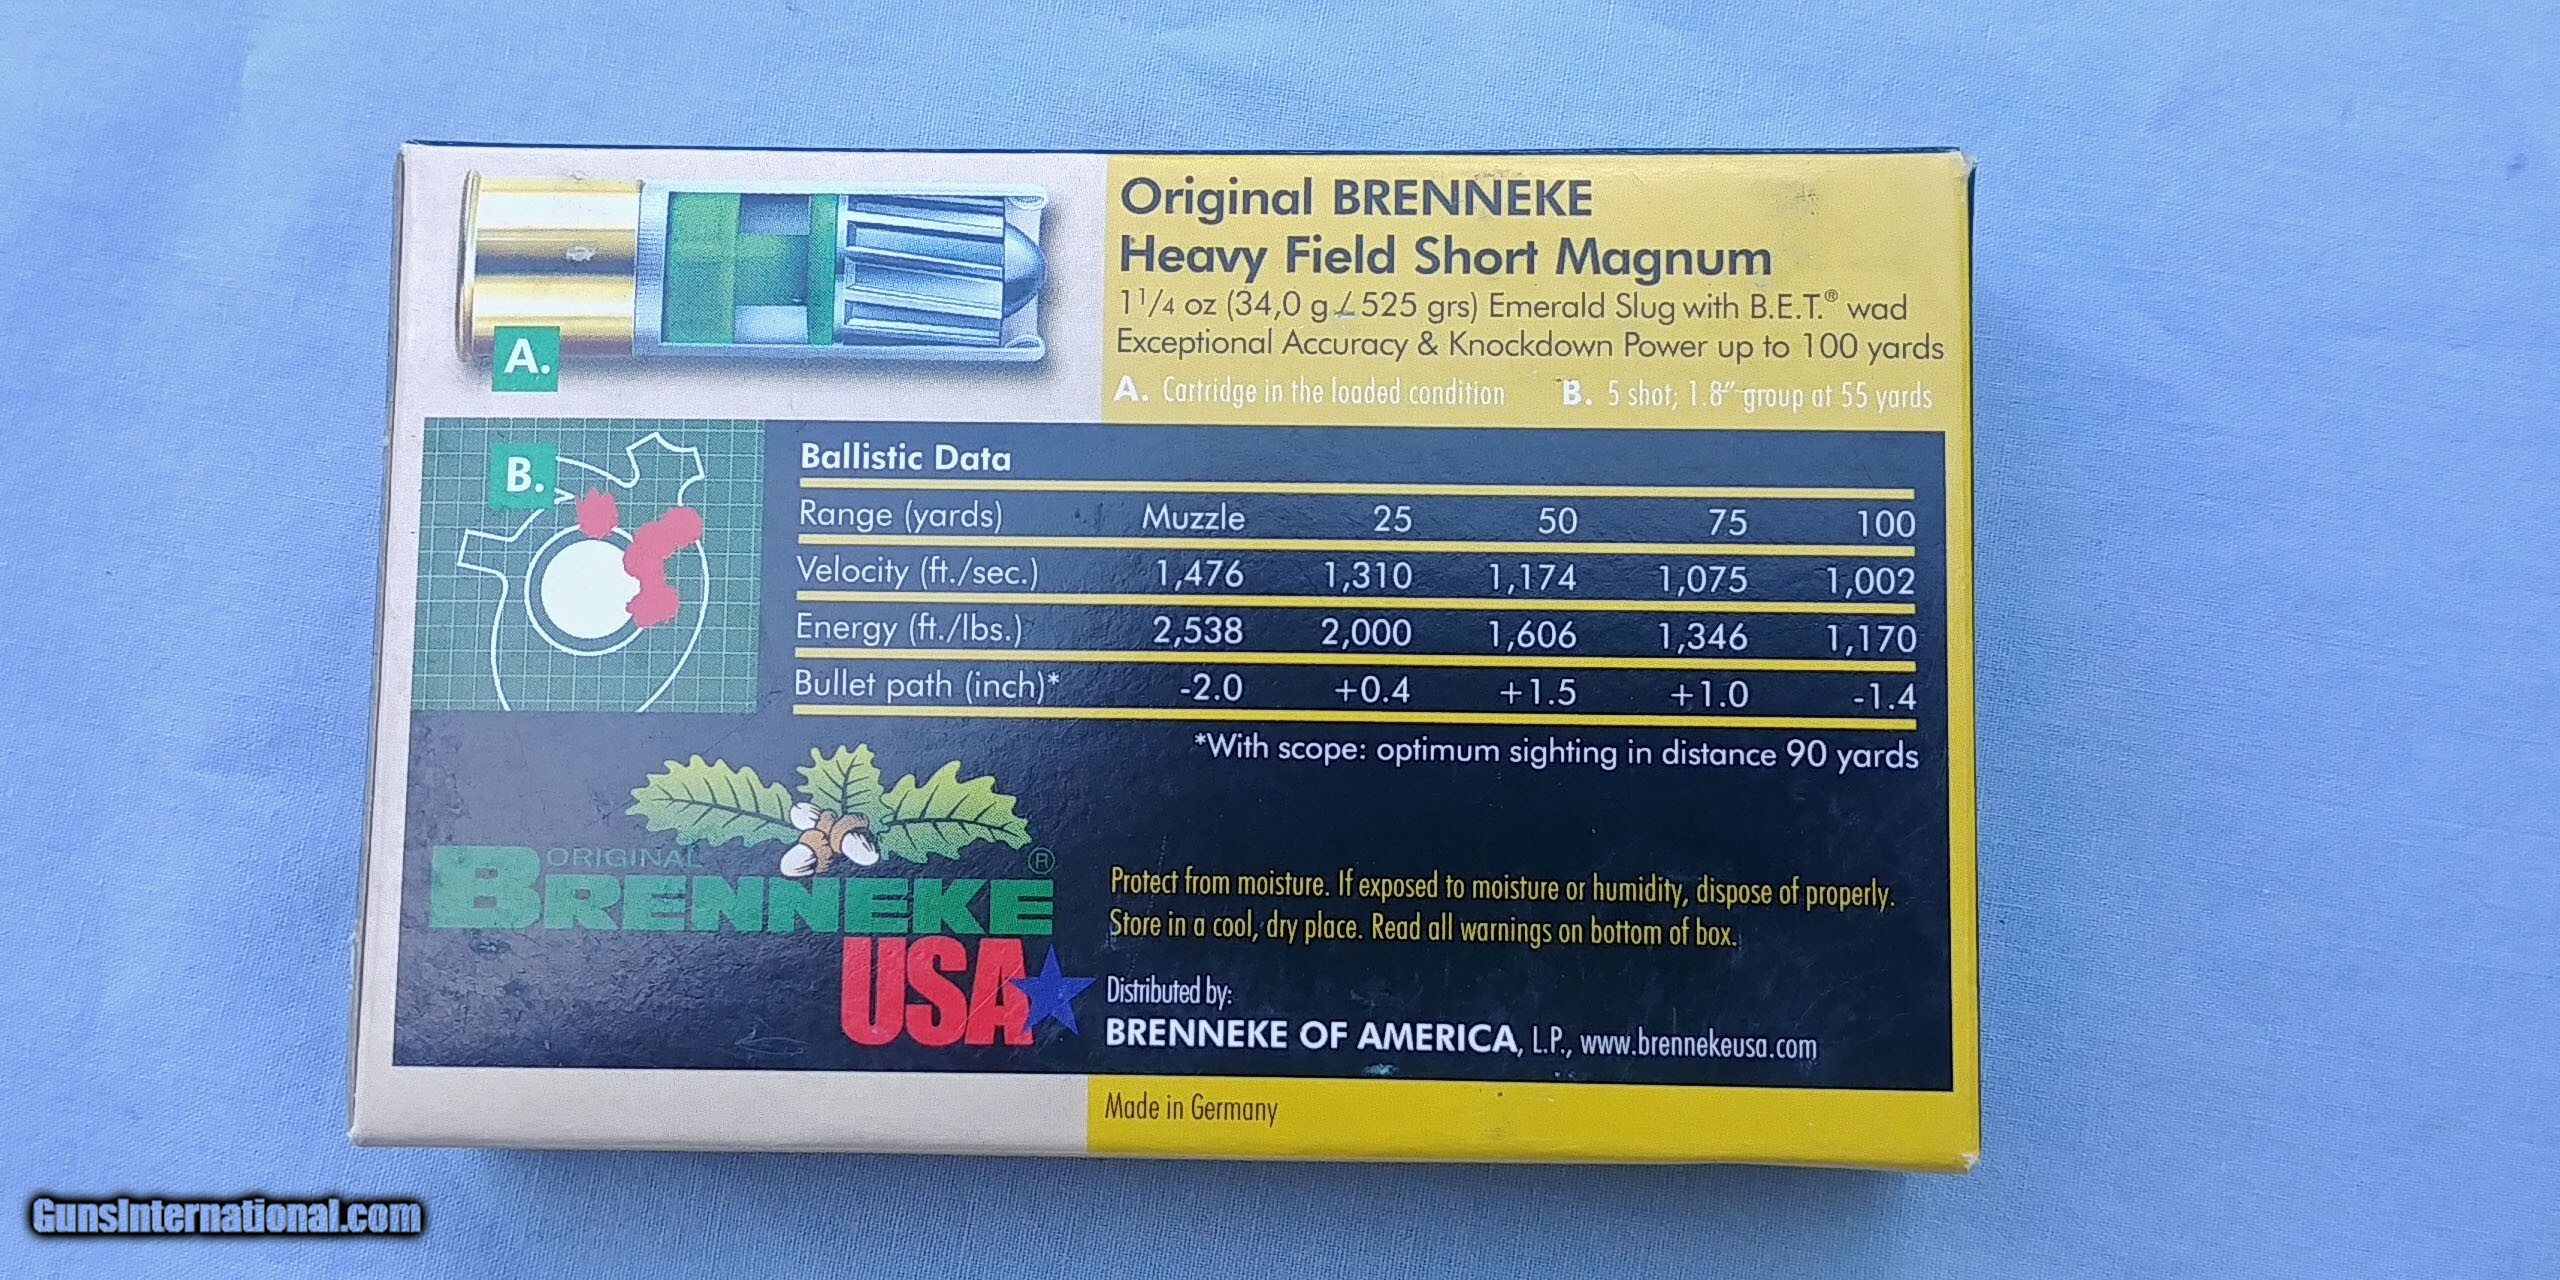 Original BRENNEKE
Heavy Field Short Magnum
1 1/4 oz (34,0 g / 525 grs) Emerald Slug with B.E.T.® wad
Exceptional Accuracy & Knockdown Power up to 100 yards
A. Cartridge in the loaded condition B. 5 shot; 1.8" group at 55 yards
A.
B.
Ballistic Data
Range (yards) Muzzle 25 50 75 100
Velocity (ft./sec.) 1,476 1,310 1,174 1,075 1,002
Energy (ft./lbs.) 2,538 2,000 1,606 1,346 1,170
Bullet path (inch)* -2.0 +0.4 +1.5 +1.0 -1.4
*With scope: optimum sighting in distance 90 yards
ORIGINAL ®
BRENNEKE
USA
Protect from moisture. If exposed to moisture or humidity, dispose of properly.
Store in a cool, dry place. Read all warnings on bottom of box.
Distributed by:
BRENNEKE OF AMERICA, L.P., www.brennekeusa.com
Made in Germany
GunsInternational.com